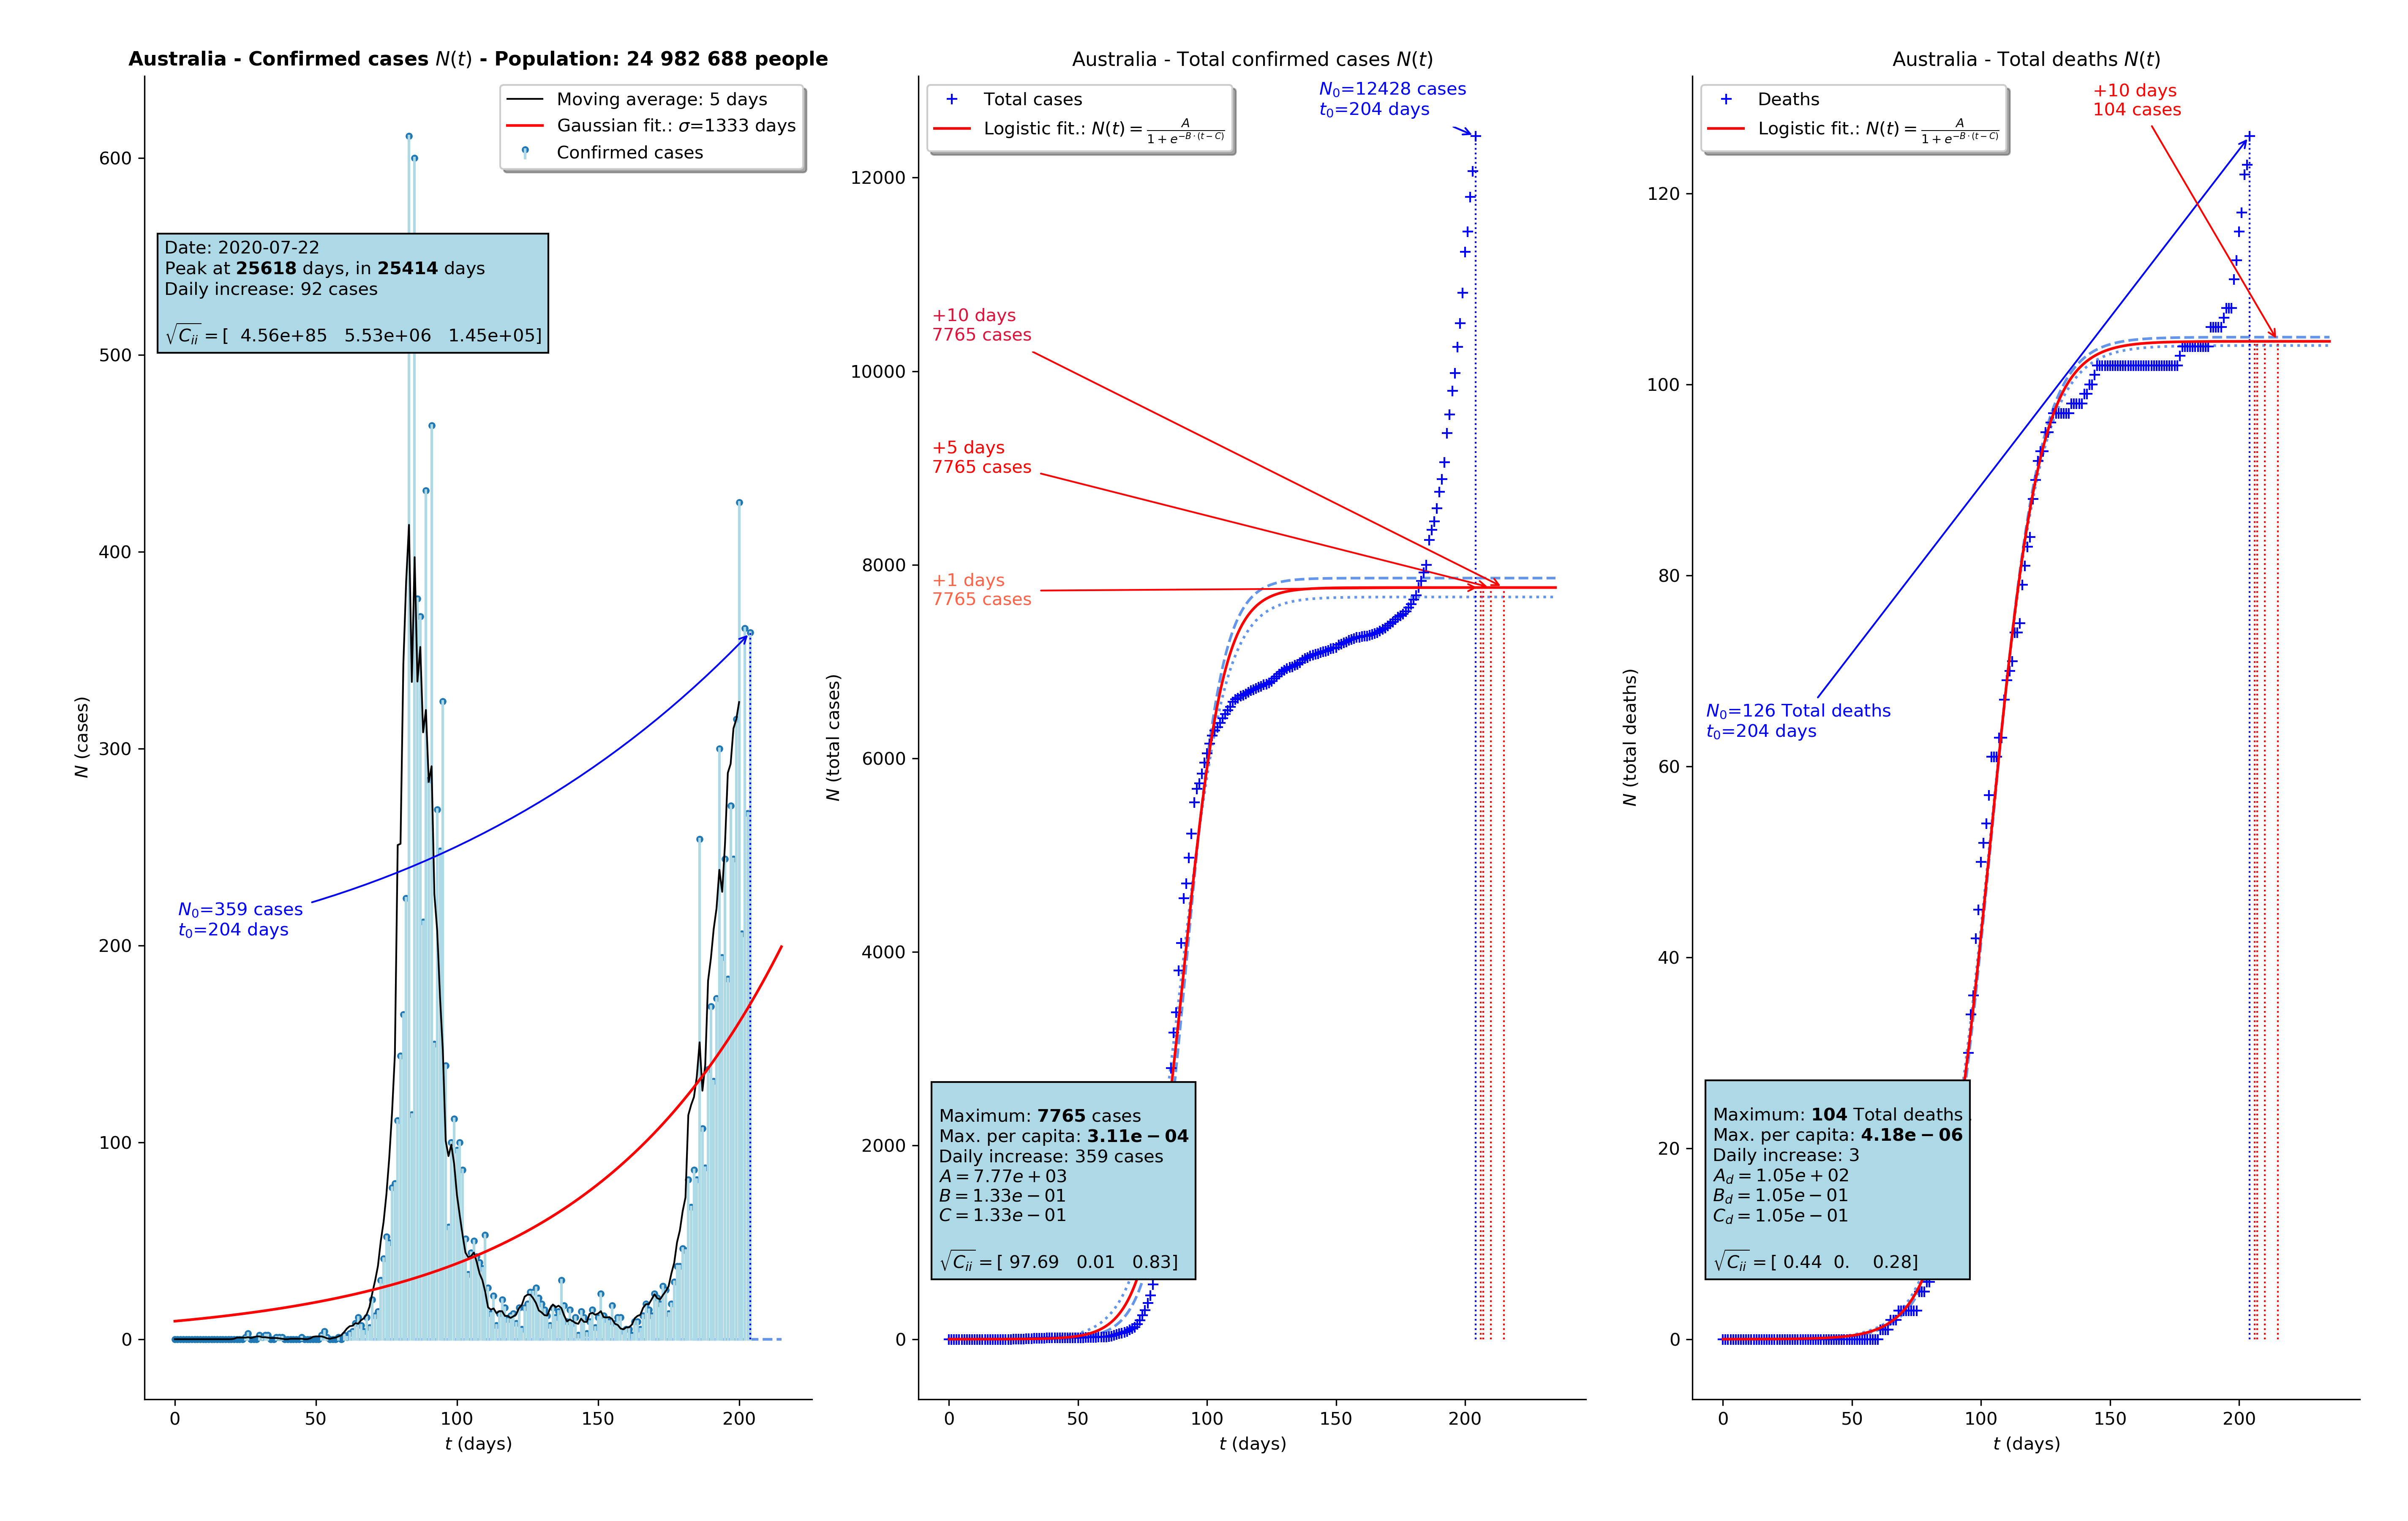 Australia - Confirmed cases N(t) - Population: 24 982 688 people
Moving average: 5 days
Gaussian fit.: σ=1333 days
Confirmed cases
Date: 2020-07-22
Peak at 25618 days, in 25414 days
Daily increase: 92 cases
√C_ii = [ 4.56e+85 5.53e+06 1.45e+05]
N_0=359 cases
t_0=204 days
N (cases)
600
500
400
300
200
100
0
0 50 100 150 200
t (days)
Australia - Total confirmed cases N(t)
Total cases
Logistic fit.: N(t) = A / (1 + e^{-B·(t-C)})
N_0=12428 cases
t_0=204 days
+10 days
7765 cases
+5 days
7765 cases
+1 days
7765 cases
Maximum: 7765 cases
Max. per capita: 3.11e − 04
Daily increase: 359 cases
A = 7.77e + 03
B = 1.33e − 01
C = 1.33e − 01
√C_ii = [ 97.69 0.01 0.83]
N (total cases)
12000
10000
8000
6000
4000
2000
0
0 50 100 150 200
t (days)
Australia - Total deaths N(t)
Deaths
Logistic fit.: N(t) = A / (1 + e^{-B·(t-C)})
+10 days
104 cases
N_0=126 Total deaths
t_0=204 days
Maximum: 104 Total deaths
Max. per capita: 4.18e − 06
Daily increase: 3
A_d = 1.05e + 02
B_d = 1.05e − 01
C_d = 1.05e − 01
√C_ii = [ 0.44 0. 0.28]
N (total deaths)
120
100
80
60
40
20
0
0 50 100 150 200
t (days)